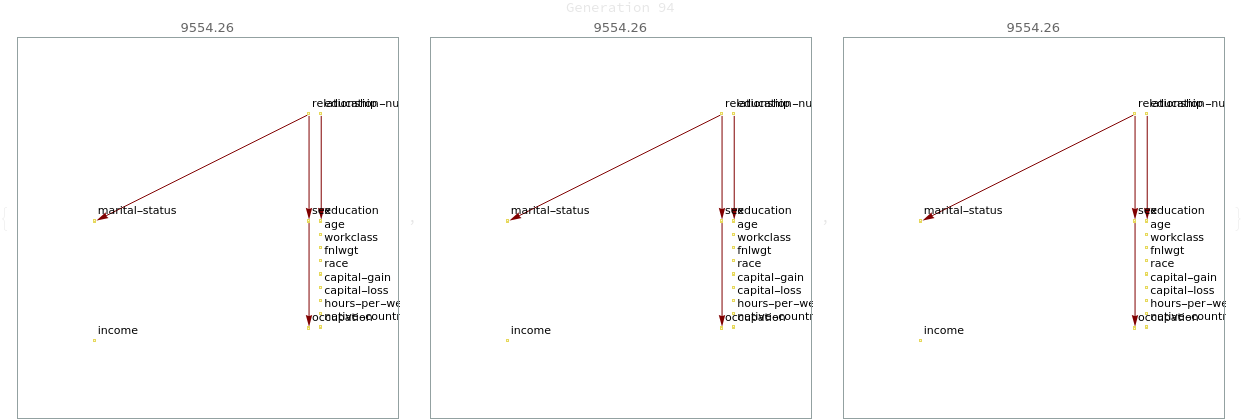 Generation 94
9554.26 9554.26 9554.26
relationship education-nu relationship education-nu relationship education-nu
marital-status sex education marital-status sex education marital-status sex education
age age age
workclass workclass workclass
fnlwgt fnlwgt fnlwgt
race race race
capital-gain capital-gain capital-gain
capital-loss capital-loss capital-loss
hours-per-we hours-per-we hours-per-we
occupation native-countr occupation native-countr occupation native-countr
income income income